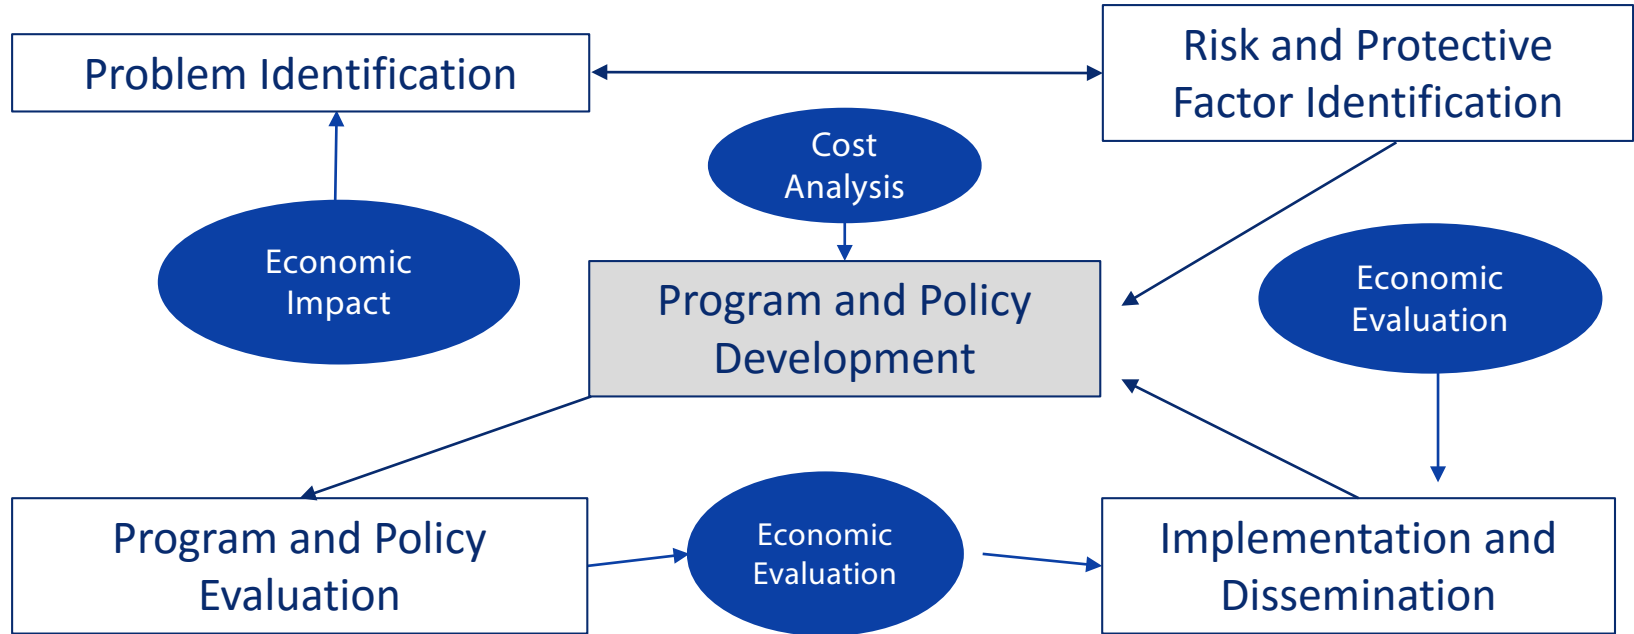 Problem Identification
Risk and Protective
Factor Identification
Cost
Analysis
Economic
Impact
Program and Policy
Development
Economic
Evaluation
Program and Policy
Evaluation
Economic
Evaluation
Implementation and
Dissemination